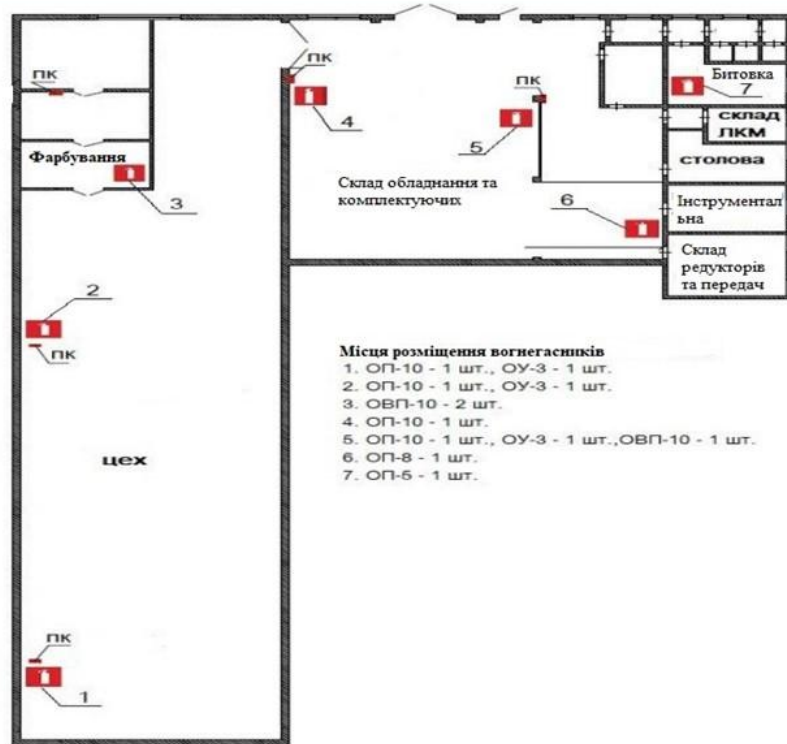 ПК
ПК
ПК
Битовка
7
4
5
склад
ЛКМ
столова
Фарбування
3
Склад обладнання та
комплектуючих
6
Інструментал
ьна
Склад
редукторів
та передач
2
ПК
Місця розміщення вогнегасників
1. ОП-10 - 1 шт., ОУ-3 - 1 шт.
2. ОП-10 - 1 шт., ОУ-3 - 1 шт.
3. ОВП-10 - 2 шт.
4. ОП-10 - 1 шт.
5. ОП-10 - 1 шт., ОУ-3 - 1 шт.,ОВП-10 - 1 шт.
6. ОП-8 - 1 шт.
7. ОП-5 - 1 шт.
цех
ПК
1